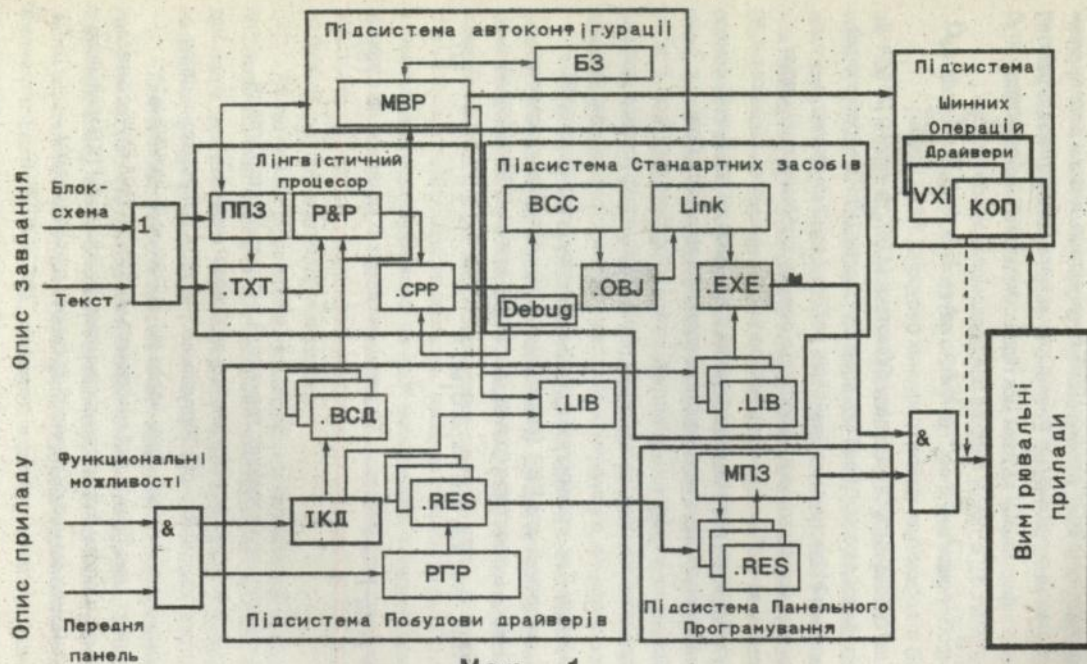 Підсистема автоконфігурації
БЗ
МВР
Підсистема
Шинних
Операцій
Драйвери
VXI
КОП
Лінгвістичний
процесор
ППЗ
P&P
.TXT
.CPP
Підсистема Стандартних Засобів
BCC
Link
.OBJ
.EXE
Debug
.LIB
Опис завдання
Блок-
схема
Текст
1
.ВСД
.LIB
ІКД
.RES
РГР
Підсистема Побудови драйверів
Опис приладу
Функціональні
можливості
&
Передня
панель
МПЗ
.RES
Підсистема Панельного
Програмування
&
Вимірювальні
прилади